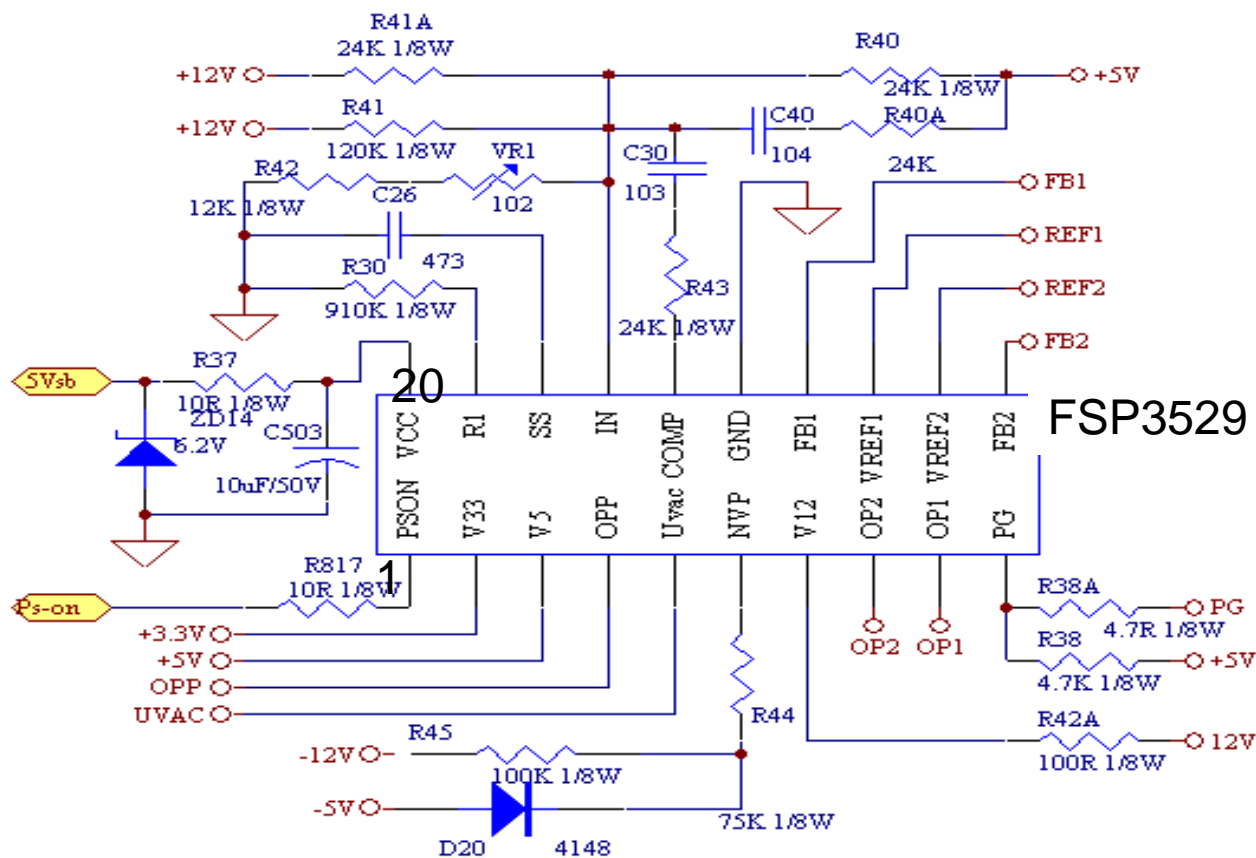 R41A
24K 1/8W
+12V
R40
24K 1/8W
+5V
R41
+12V
120K 1/8W
C40
104
R40A
24K
C30
103
R42
12K 1/8W
VR1
102
FB1
C26
473
REF1
R30
910K 1/8W
R43
24K 1/8W
REF2
FB2
5Vsb
R37
10R 1/8W
ZD14
6.2V
C503
10uF/50V
20
FSP3529
VCC
R1
SS
IN
COMP
GND
FB1
VREF1
VREF2
FB2
PSON
V33
V5
OPP
Uvac
NVP
V12
OP2
OP1
PG
1
R817
10R 1/8W
Ps-on
+3.3V
+5V
OPP
UVAC
OP2
OP1
R38A
PG
4.7R 1/8W
R38
+5V
4.7K 1/8W
R44
75K 1/8W
R42A
12V
100R 1/8W
R45
-12V
100K 1/8W
-5V
D20
4148